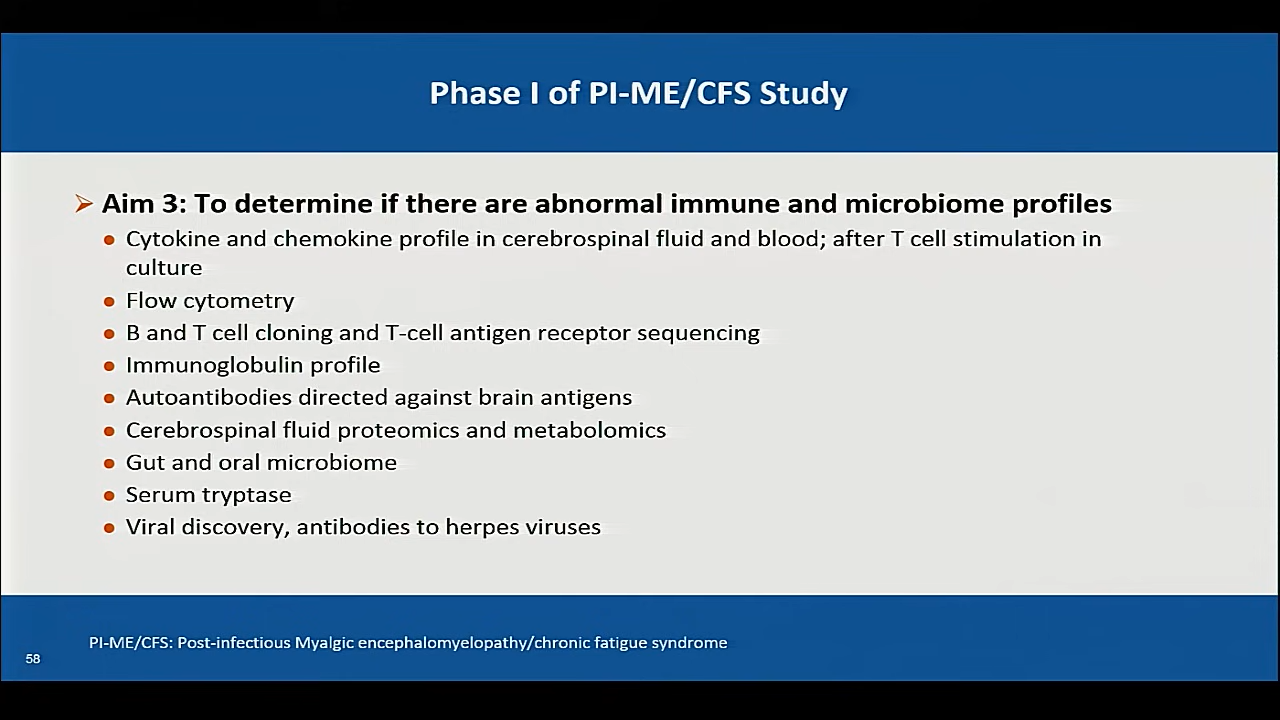 Phase I of PI-ME/CFS Study
Aim 3: To determine if there are abnormal immune and microbiome profiles
Cytokine and chemokine profile in cerebrospinal fluid and blood; after T cell stimulation in
culture
Flow cytometry
B and T cell cloning and T-cell antigen receptor sequencing
Immunoglobulin profile
Autoantibodies directed against brain antigens
Cerebrospinal fluid proteomics and metabolomics
Gut and oral microbiome
Serum tryptase
Viral discovery, antibodies to herpes viruses
PI-ME/CFS: Post-infectious Myalgic encephalomyelopathy/chronic fatigue syndrome
58